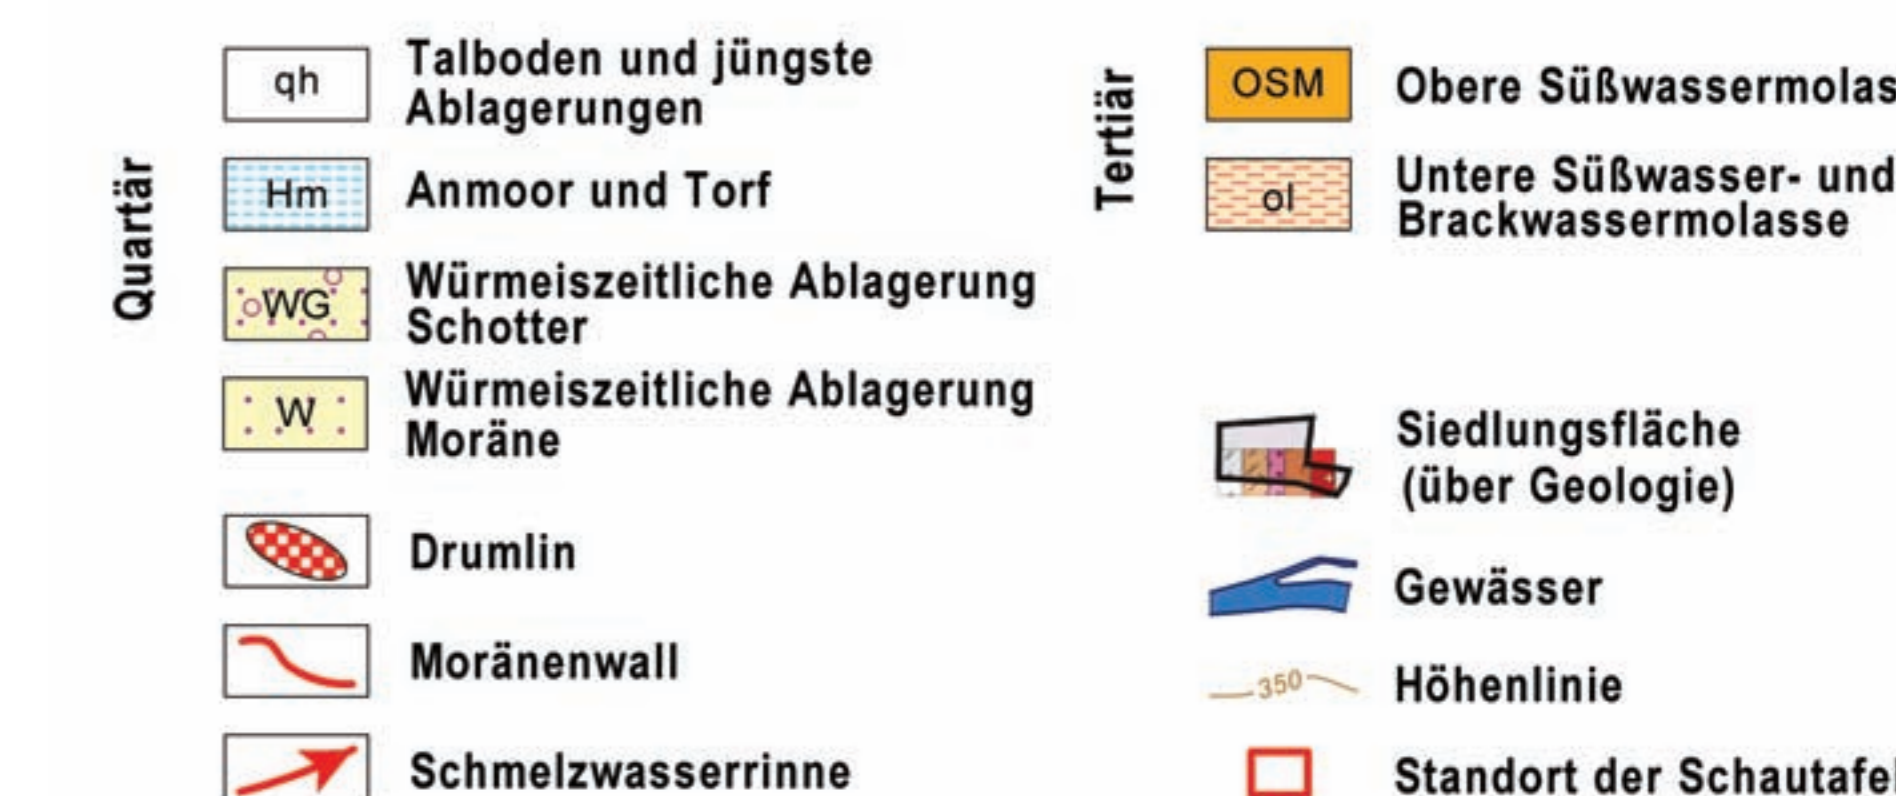 Quartär
qh
Talboden und jüngste
Ablagerungen
Hm
Anmoor und Torf
WG
Würmeiszeitliche Ablagerung
Schotter
W
Würmeiszeitliche Ablagerung
Moräne
Drumlin
Moränenwall
Schmelzwasserrinne
Tertiär
OSM
Obere Süßwassermolas
ol
Untere Süßwasser- und
Brackwassermolasse
Siedlungsfläche
(über Geologie)
Gewässer
350
Höhenlinie
Standort der Schautafel